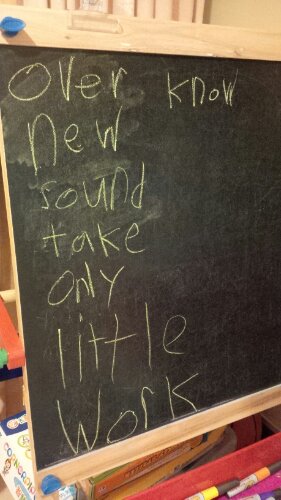 Over know
new
sound
take
only
little
work